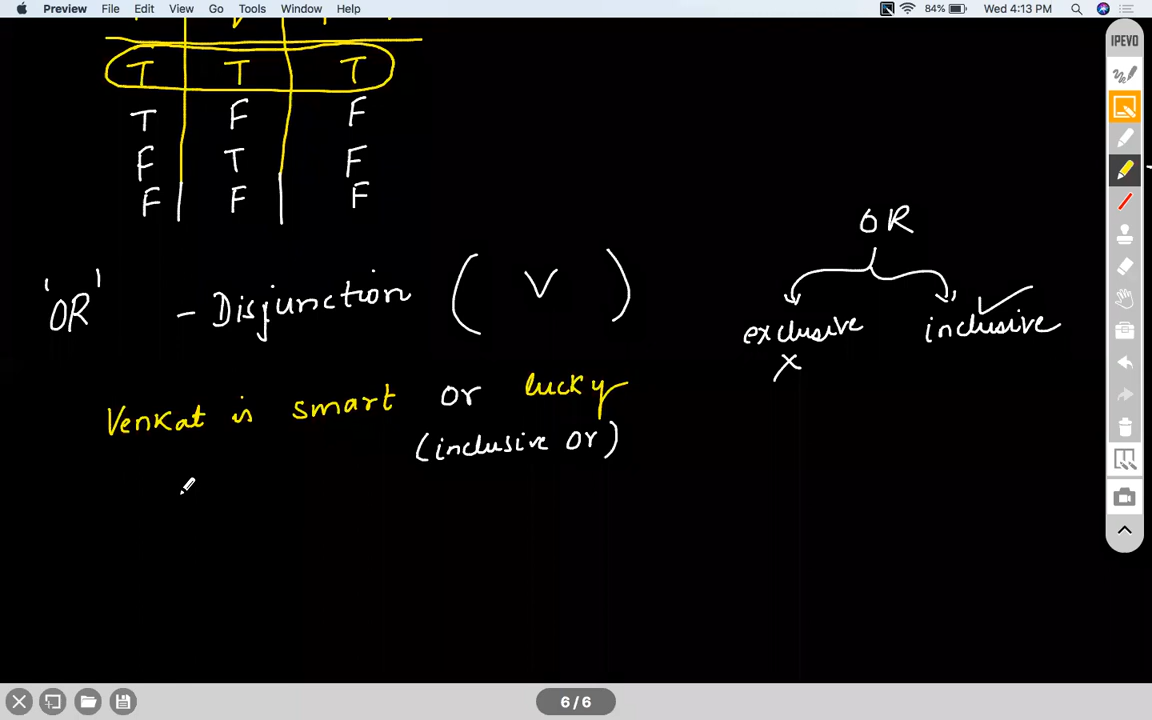 Preview File Edit View Go Tools Window Help 84% Wed 4:13 PM
IPEVO
T T T
T F F
F T F
F F F
OR
'OR' - Disjunction ( V )
exclusive inclusive
X
Venkat is smart or lucky
(inclusive or)
6 / 6